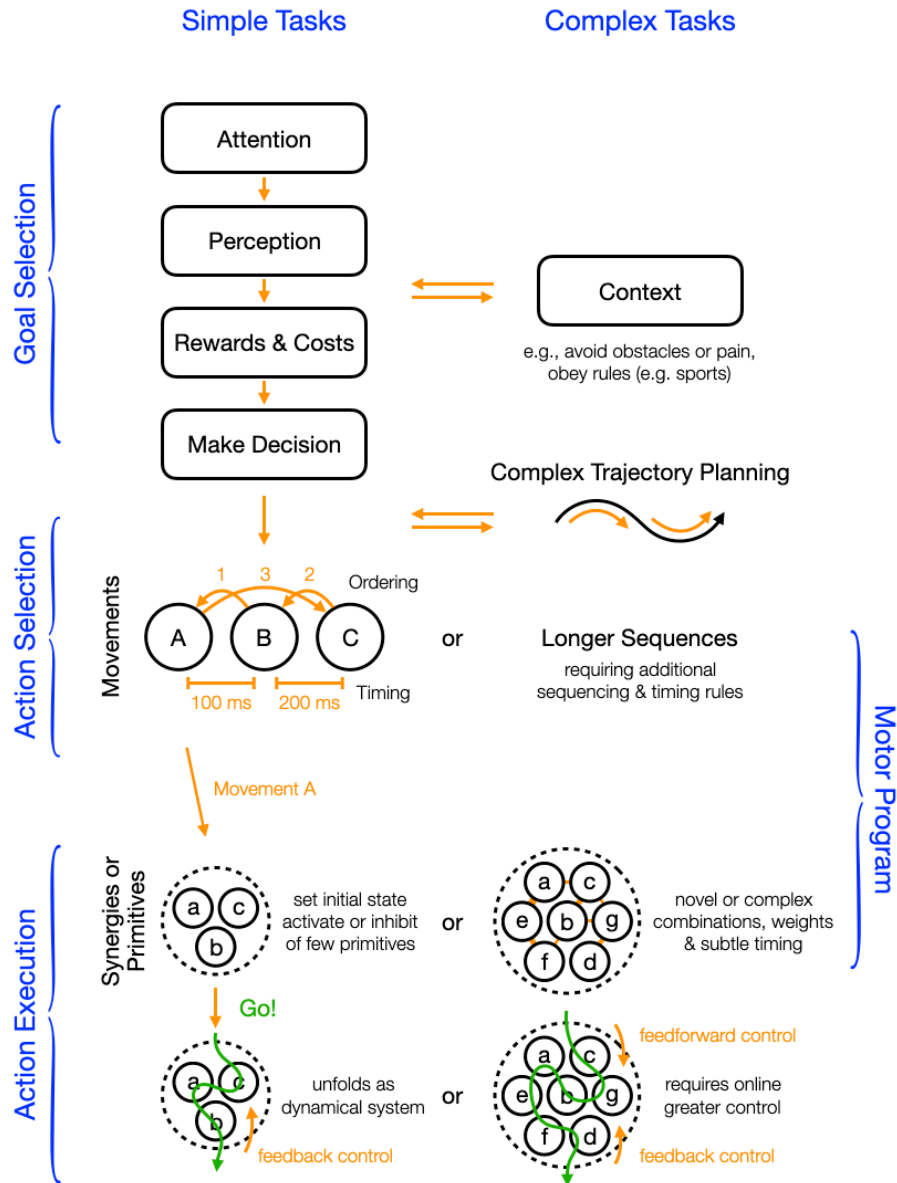 Simple Tasks
Complex Tasks
Goal Selection
Attention
Perception
Rewards & Costs
Make Decision
Context
e.g., avoid obstacles or pain,
obey rules (e.g. sports)
Complex Trajectory Planning
Action Selection
Movements
1
3
2
Ordering
A
B
C
100 ms
200 ms
Timing
or
Longer Sequences
requiring additional
sequencing & timing rules
Motor Program
Movement A
Action Execution
Synergies or
Primitives
a
c
b
set initial state
activate or inhibit
of few primitives
or
a
c
e
b
g
f
d
novel or complex
combinations, weights
& subtle timing
Go!
a
c
b
unfolds as
dynamical system
feedback control
or
a
c
e
b
g
f
d
feedforward control
requires online
greater control
feedback control